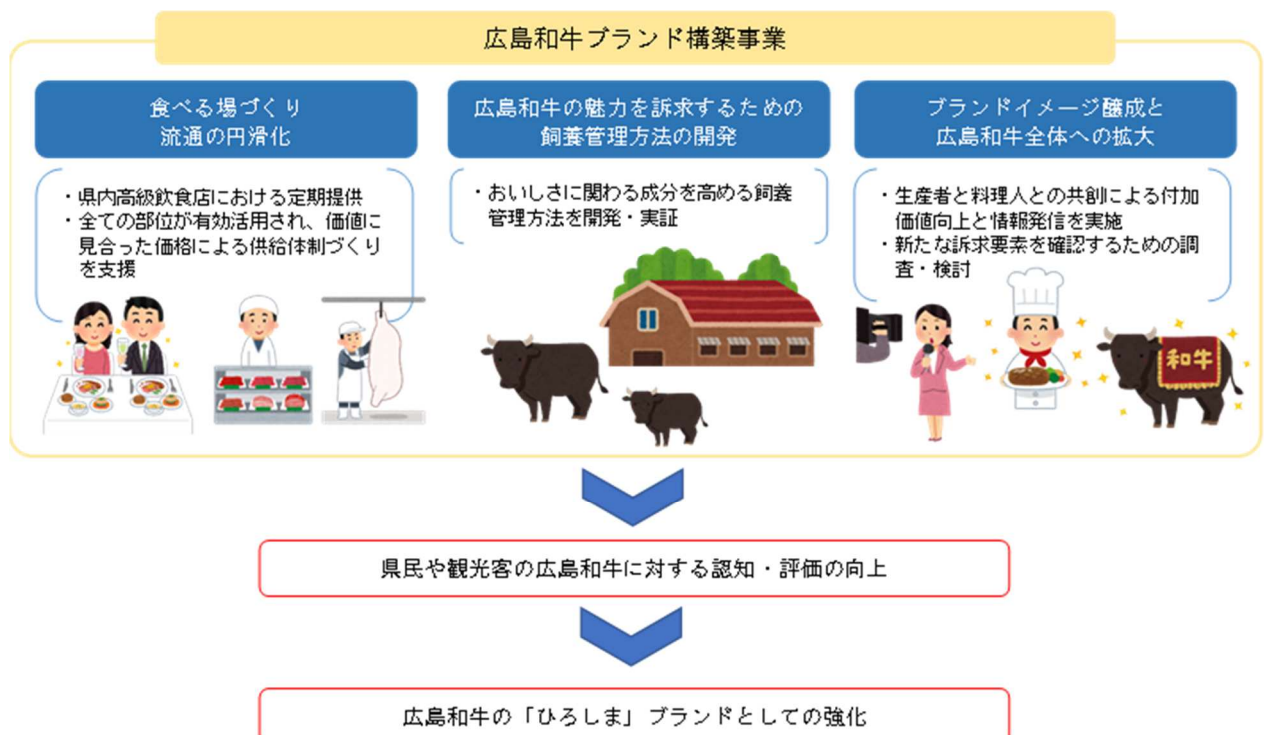 広島和牛ブランド構築事業
食べる場づくり
流通の円滑化
・県内高級飲食店における定期提供
・全ての部位が有効活用され、価値に
見合った価格による供給体制づくり
を支援
広島和牛の魅力を訴求するための
飼養管理方法の開発
・おいしさに関わる成分を高める飼養
管理方法を開発・実証
ブランドイメージ醸成と
広島和牛全体への拡大
・生産者と料理人との共創による付加
価値向上と情報発信を実施
・新たな訴求要素を確認するための調
査・検討
和牛
県民や観光客の広島和牛に対する認知・評価の向上
広島和牛の「ひろしま」ブランドとしての強化